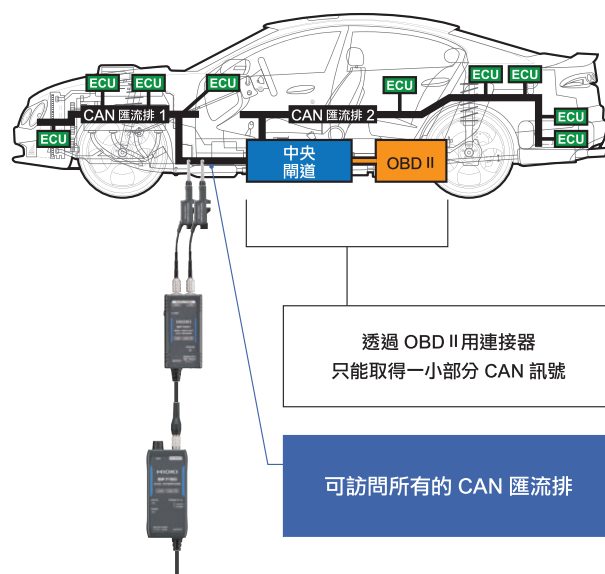 ECU
ECU
ECU
ECU
CAN 匯流排 1
ECU
CAN 匯流排 2
ECU
ECU
ECU
ECU
中央
閘道
OBD II
HIOKI
HIOKI
透過 OBD II 用連接器
只能取得一小部分 CAN 訊號
可訪問所有的 CAN 匯流排